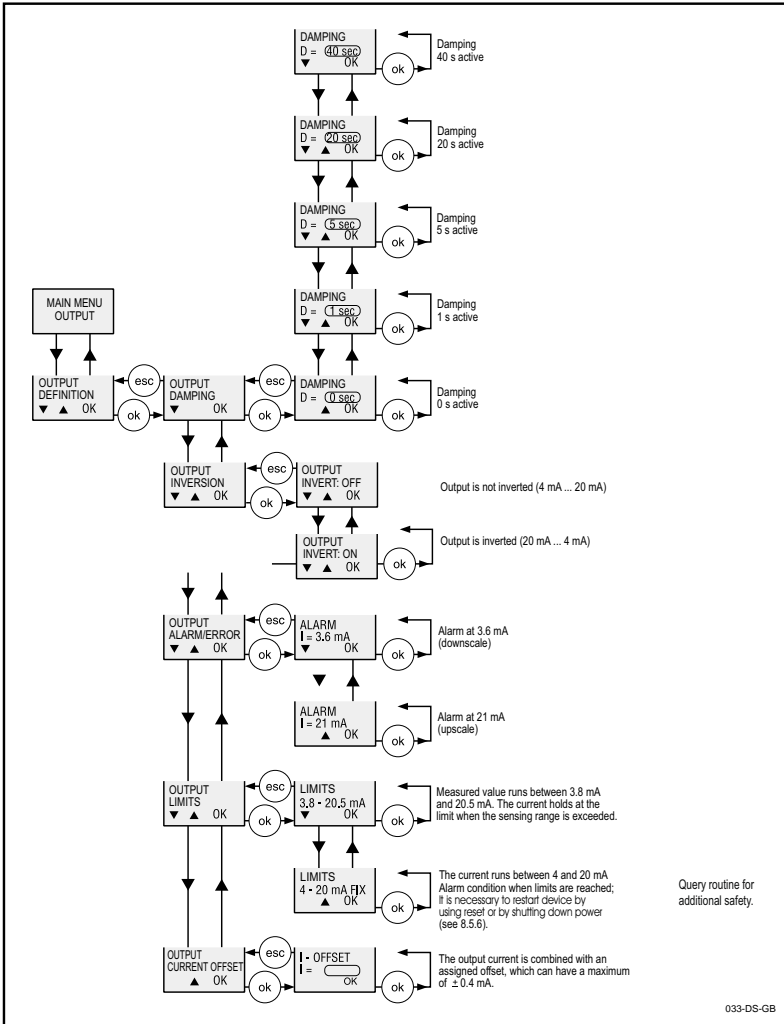 DAMPING
D = 40 sec
▼ OK
ok
Damping
40 s active
DAMPING
D = 20 sec
▼ ▲ OK
ok
Damping
20 s active
DAMPING
D = 5 sec
▼ ▲ OK
ok
Damping
5 s active
DAMPING
D = 1 sec
▼ ▲ OK
ok
Damping
1 s active
MAIN MENU
OUTPUT
OUTPUT
DEFINITION
▼ ▲ OK
esc
ok
OUTPUT
DAMPING
▼ OK
esc
ok
DAMPING
D = 0 sec
▲ OK
ok
Damping
0 s active
OUTPUT
INVERSION
▼ ▲ OK
esc
ok
OUTPUT
INVERT: OFF
▼ ▲ OK
Output is not inverted (4 mA ... 20 mA)
OUTPUT
INVERT: ON
▼ ▲ OK
ok
Output is inverted (20 mA ... 4 mA)
OUTPUT
ALARM/ERROR
▼ ▲ OK
esc
ok
ALARM
I = 3.6 mA
▼ OK
ok
Alarm at 3.6 mA
(downscale)
ALARM
I = 21 mA
▲ OK
ok
Alarm at 21 mA
(upscale)
OUTPUT
LIMITS
▼ ▲ OK
esc
ok
LIMITS
3.8 - 20.5 mA
▼ OK
ok
Measured value runs between 3.8 mA
and 20.5 mA. The current holds at the
limit when the sensing range is exceeded.
LIMITS
4 - 20 mA FIX
▲ OK
ok
The current runs between 4 and 20 mA
Alarm condition when limits are reached;
It is necessary to restart device by
using reset or by shutting down power
(see 8.5.6).
Query routine for
additional safety.
OUTPUT
CURRENT OFFSET
▲ OK
esc
ok
I - OFFSET
I =
OK
ok
The output current is combined with an
assigned offset, which can have a maximum
of ± 0.4 mA.
033-DS-GB